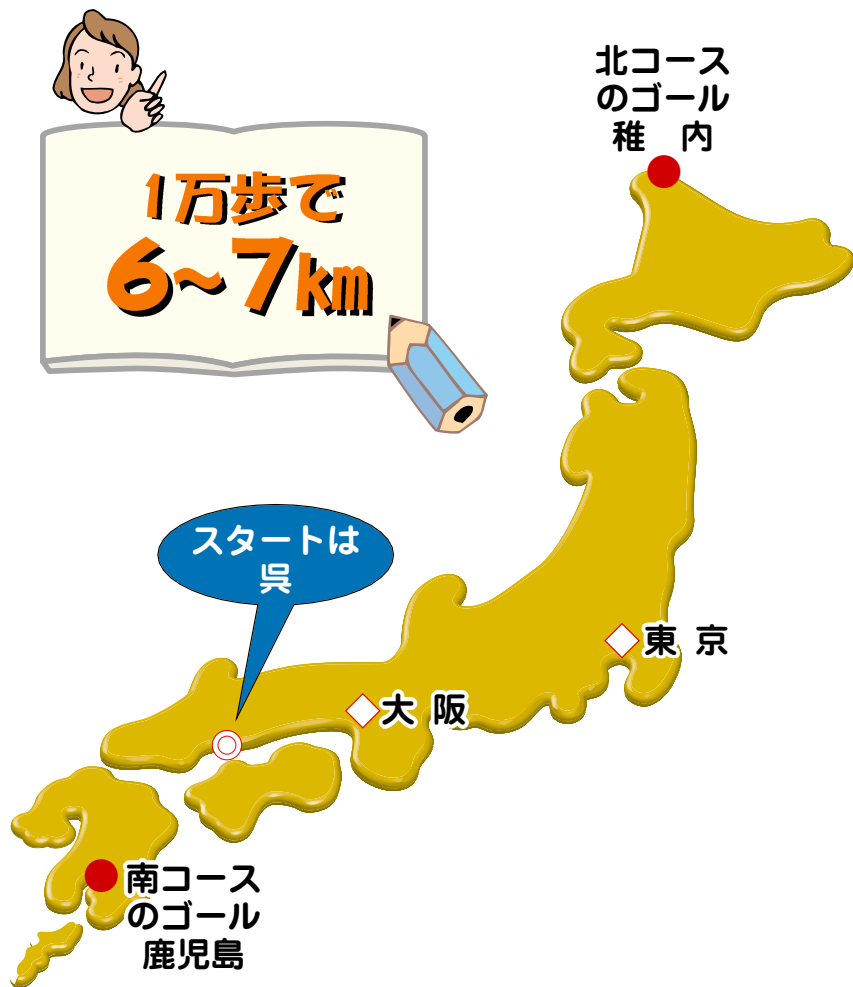 北コース
のゴール
稚 内
1万歩で
6~7km
スタートは
呉
東 京
大 阪
南コース
のゴール
鹿児島